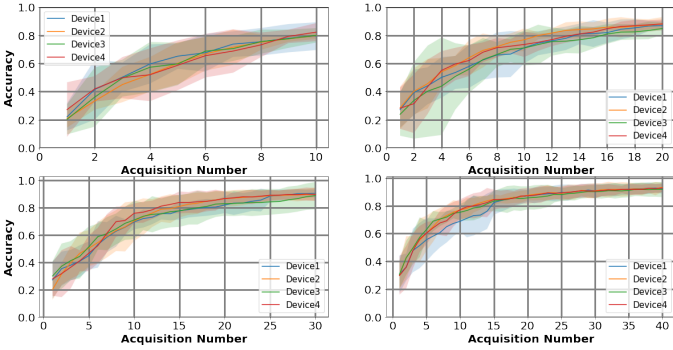 1.0
0.8
0.6
0.4
0.2
0.0
Accuracy
Device1
Device2
Device3
Device4
0 2 4 6 8 10
Acquisition Number
1.0
0.8
0.6
0.4
0.2
0.0
Device1
Device2
Device3
Device4
0 2 4 6 8 10 12 14 16 18 20
Acquisition Number
1.0
0.8
0.6
0.4
0.2
0.0
Accuracy
Device1
Device2
Device3
Device4
0 5 10 15 20 25 30
Acquisition Number
1.0
0.8
0.6
0.4
0.2
0.0
Device1
Device2
Device3
Device4
0 5 10 15 20 25 30 35 40
Acquisition Number